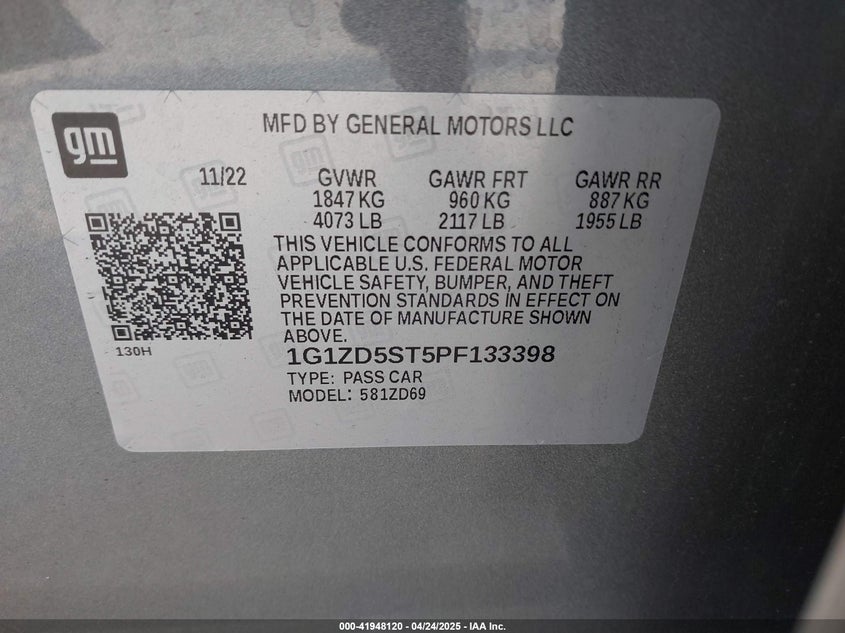 gm
MFD BY GENERAL MOTORS LLC
11/22 GVWR GAWR FRT GAWR RR
1847 KG 960 KG 887 KG
4073 LB 2117 LB 1955 LB
THIS VEHICLE CONFORMS TO ALL
APPLICABLE U.S. FEDERAL MOTOR
VEHICLE SAFETY, BUMPER, AND THEFT
PREVENTION STANDARDS IN EFFECT ON
THE DATE OF MANUFACTURE SHOWN
ABOVE.
130H
1G1ZD5ST5PF133398
TYPE: PASS CAR
MODEL: 581ZD69
000-41948120 - 04/24/2025 - IAA Inc.